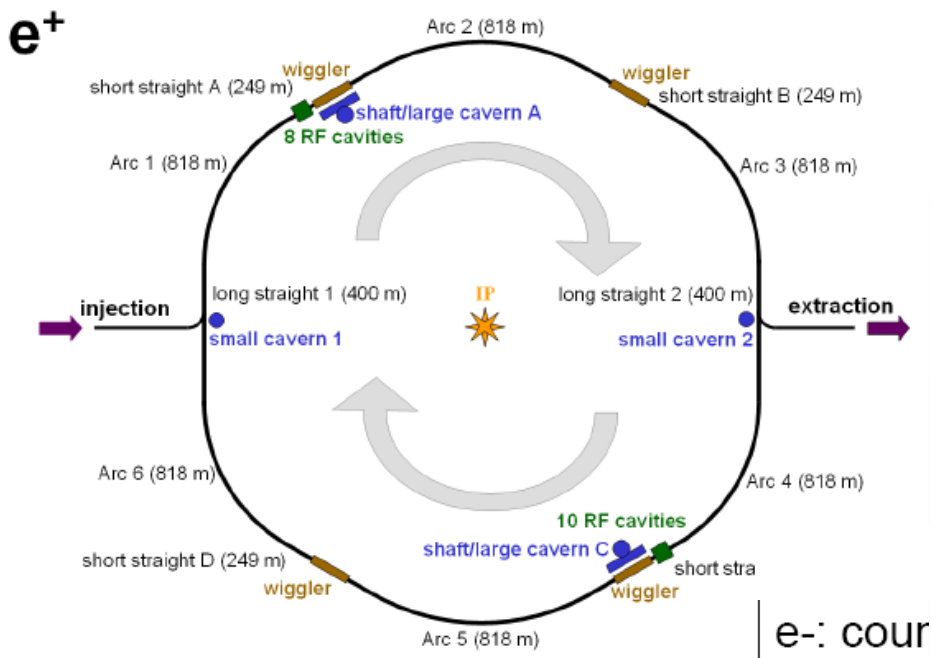 e+
Arc 2 (818 m)
wiggler
wiggler
short straight A (249 m)
short straight B (249 m)
shaft/large cavern A
8 RF cavities
Arc 1 (818 m)
Arc 3 (818 m)
long straight 1 (400 m)
IP
long straight 2 (400 m)
injection
extraction
small cavern 1
small cavern 2
Arc 6 (818 m)
Arc 4 (818 m)
10 RF cavities
shaft/large cavern C
short straight D (249 m)
short stra
wiggler
wiggler
Arc 5 (818 m)
e-: